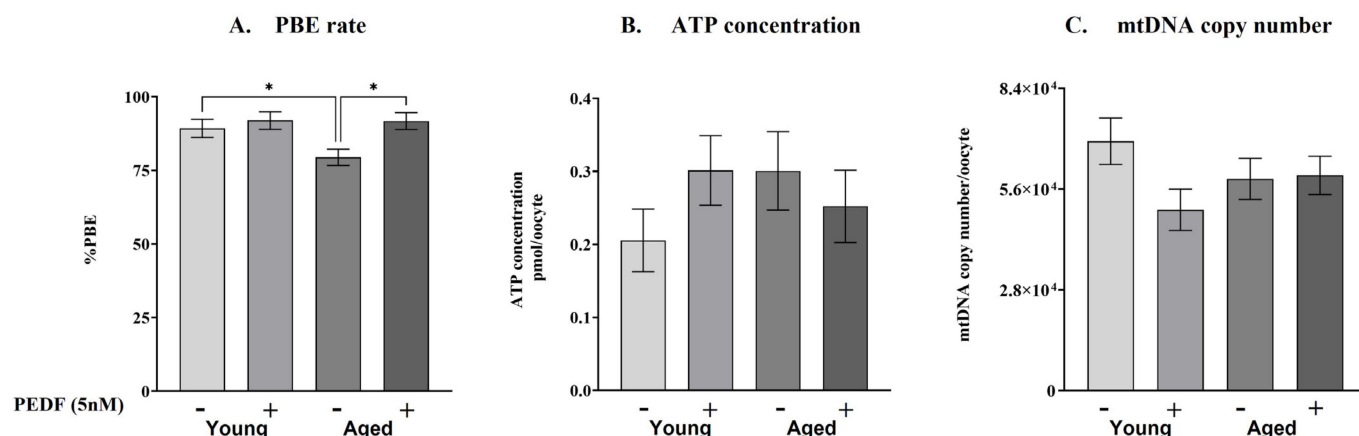 A. PBE rate
* *
100
75
50
25
0
%PBE
PEDF (5nM)
- + - +
Young Aged
B. ATP concentration
0.4
0.3
0.2
0.1
0.0
ATP concentration
pmol/oocyte
- + - +
Young Aged
C. mtDNA copy number
8.4×10⁴
5.6×10⁴
2.8×10⁴
0
mtDNA copy number/oocyte
- + - +
Young Aged